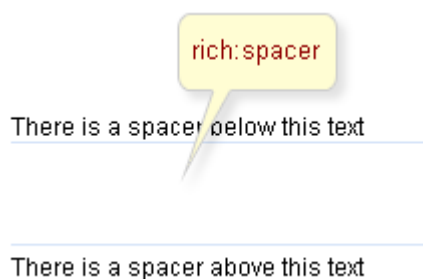 rich:spacer
There is a spacer below this text
There is a spacer above this text